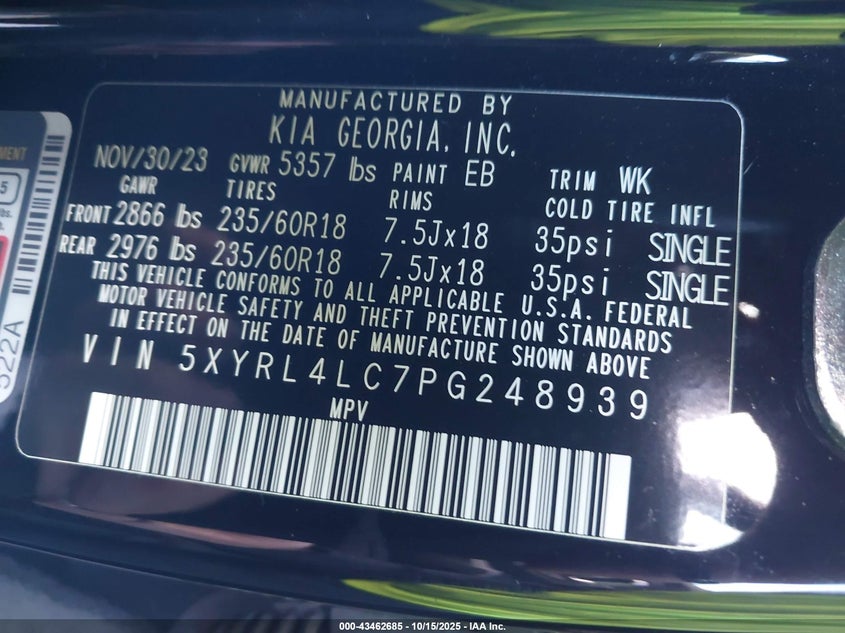 MANUFACTURED BY
KIA GEORGIA, INC.
NOV/30/23 GVWR 5357 lbs PAINT EB TRIM WK
GAWR TIRES RIMS COLD TIRE INFL
FRONT 2866 lbs 235/60R18 7.5Jx18 35psi SINGLE
REAR 2976 lbs 235/60R18 7.5Jx18 35psi SINGLE
THIS VEHICLE CONFORMS TO ALL APPLICABLE U.S.A. FEDERAL
MOTOR VEHICLE SAFETY AND THEFT PREVENTION STANDARDS
IN EFFECT ON THE DATE OF MANUFACTURE SHOWN ABOVE
VIN 5XYRL4LC7PG248939
MPV
5
lbs.
522A
000-43462685 - 10/15/2025 - IAA Inc.